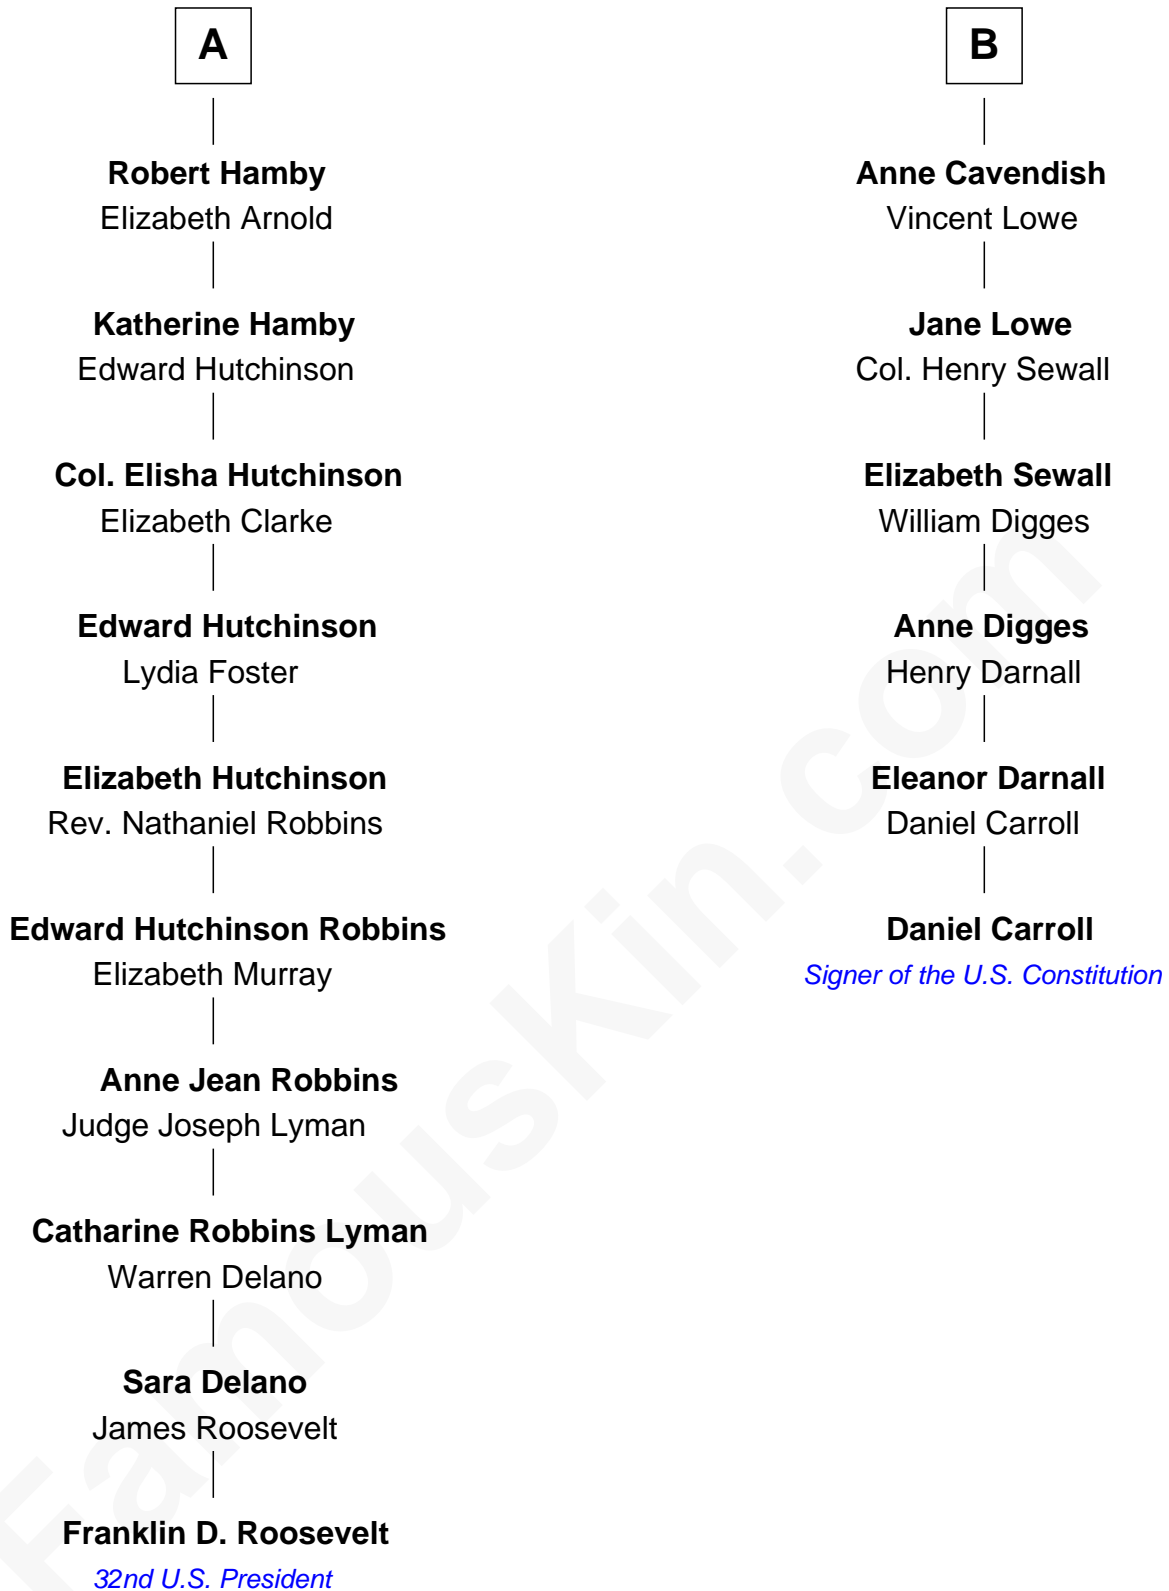 A
Robert Hamby
Elizabeth Arnold
Katherine Hamby
Edward Hutchinson
Col. Elisha Hutchinson
Elizabeth Clarke
Edward Hutchinson
Lydia Foster
Elizabeth Hutchinson
Rev. Nathaniel Robbins
Edward Hutchinson Robbins
Elizabeth Murray
Anne Jean Robbins
Judge Joseph Lyman
Catharine Robbins Lyman
Warren Delano
Sara Delano
James Roosevelt
Franklin D. Roosevelt
32nd U.S. President
B
Anne Cavendish
Vincent Lowe
Jane Lowe
Col. Henry Sewall
Elizabeth Sewall
William Digges
Anne Digges
Henry Darnall
Eleanor Darnall
Daniel Carroll
Daniel Carroll
Signer of the U.S. Constitution
FamousKin.com